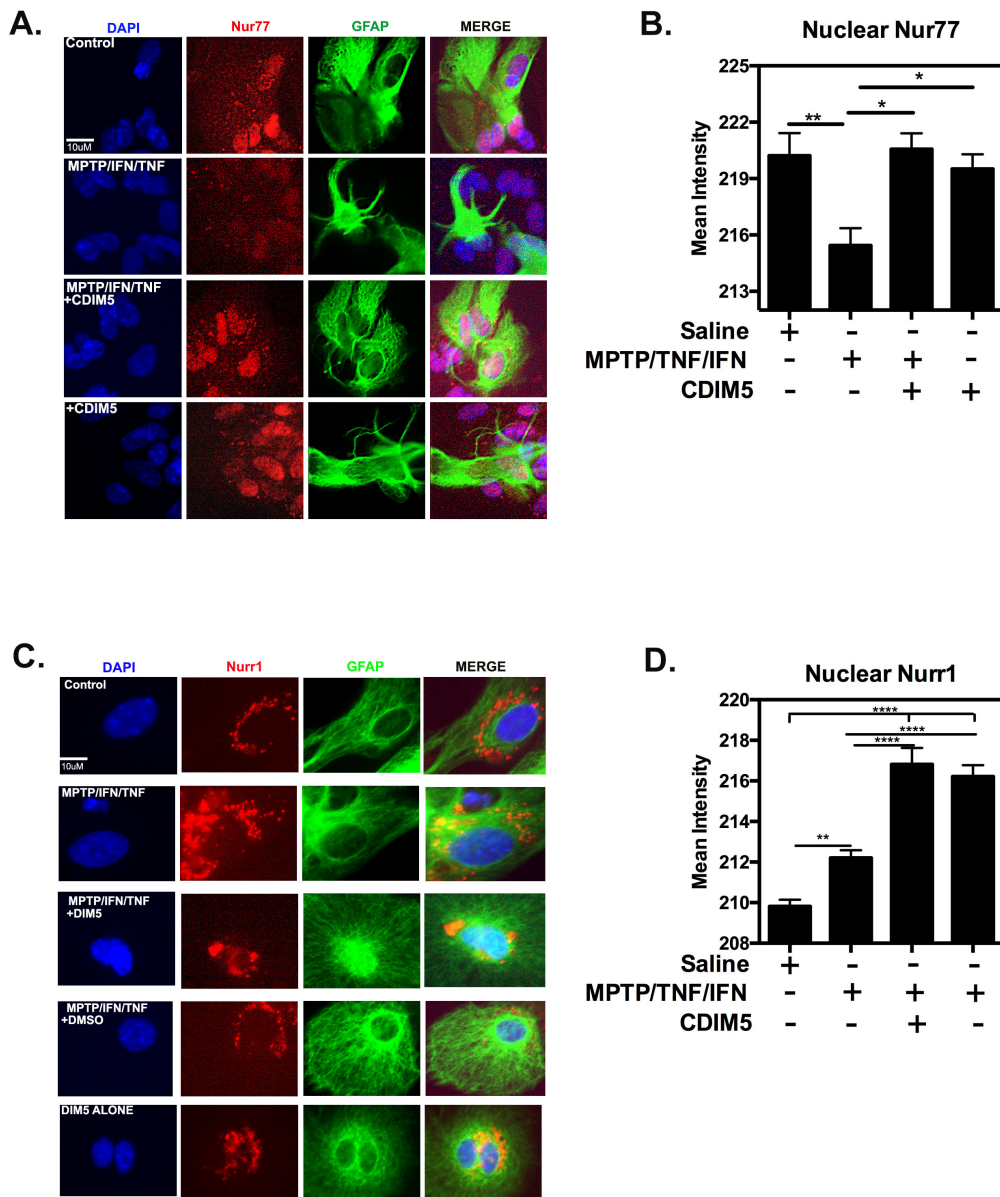 A.
DAPI Nur77 GFAP MERGE
Control
10uM
MPTP/IFN/TNF
MPTP/IFN/TNF
+CDIM5
+CDIM5
B.
Nuclear Nur77
Mean Intensity
225
222
219
216
213
** * *
Saline + - - -
MPTP/TNF/IFN - + + -
CDIM5 - - + +
C.
DAPI Nurr1 GFAP MERGE
Control
10uM
MPTP/IFN/TNF
MPTP/IFN/TNF
+DIM5
MPTP/IFN/TNF
+DMSO
DIM5 ALONE
D.
Nuclear Nurr1
Mean Intensity
220
218
216
214
212
210
208
****
****
****
**
Saline + - - -
MPTP/TNF/IFN - + + +
CDIM5 - - + -